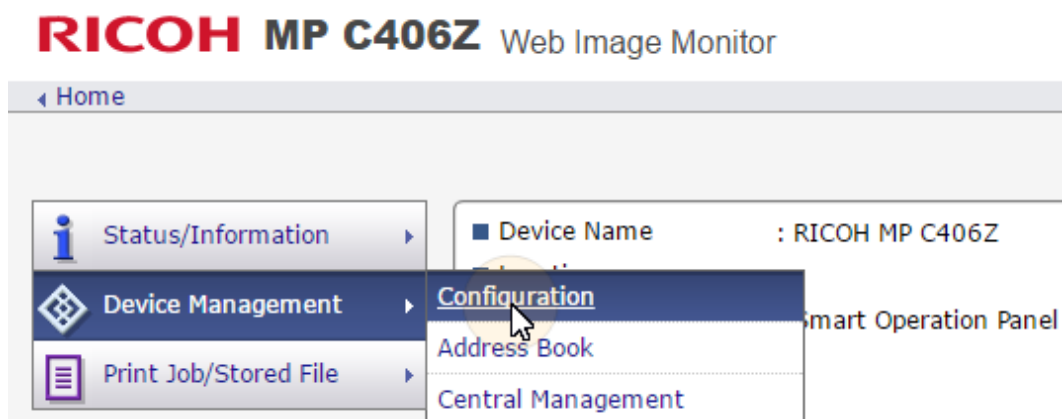 RICOH MP C406Z Web Image Monitor
Home
Status/Information
Device Name : RICOH MP C406Z
Device Management
Configuration
Smart Operation Panel
Address Book
Print Job/Stored File
Central Management